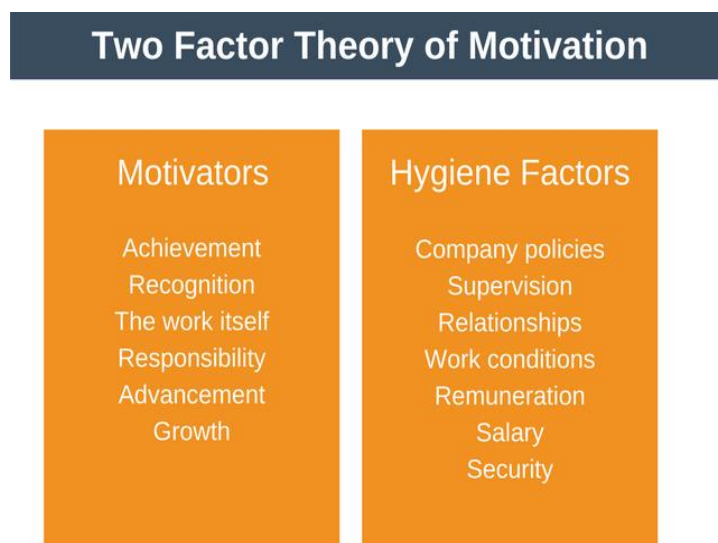 Two Factor Theory of Motivation
Motivators
Achievement
Recognition
The work itself
Responsibility
Advancement
Growth
Hygiene Factors
Company policies
Supervision
Relationships
Work conditions
Remuneration
Salary
Security